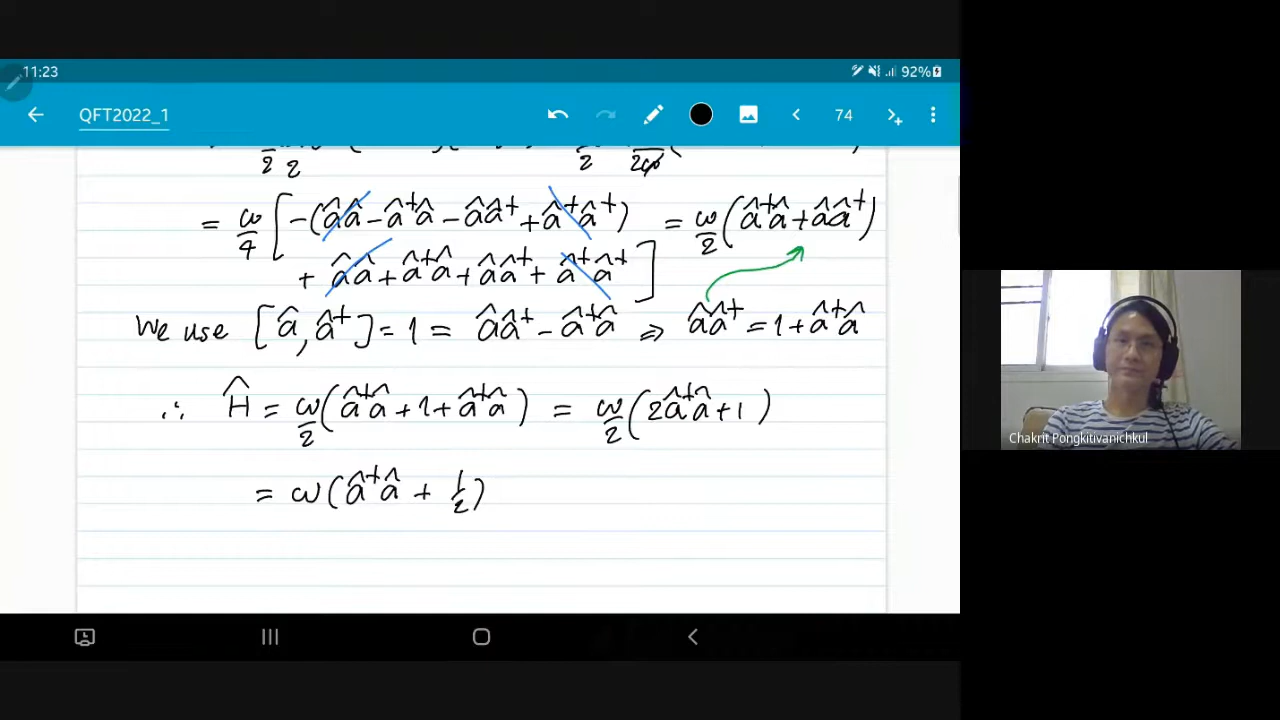 11:23
92%
QFT2022_1
74
= ω/4 [ -(ââ - â†â - ââ† + â†â†) = ω/2 (â†â + ââ†)
+ ââ + â†â + ââ† + â†â† ]
We use [â, â†] = 1 = ââ† - â†â ⇒ ââ† = 1 + â†â
∴ Ĥ = ω/2 (â†â + 1 + â†â) = ω/2 (2â†â + 1)
= ω(â†â + 1/2)
Chakrit Pongkitivanichkul